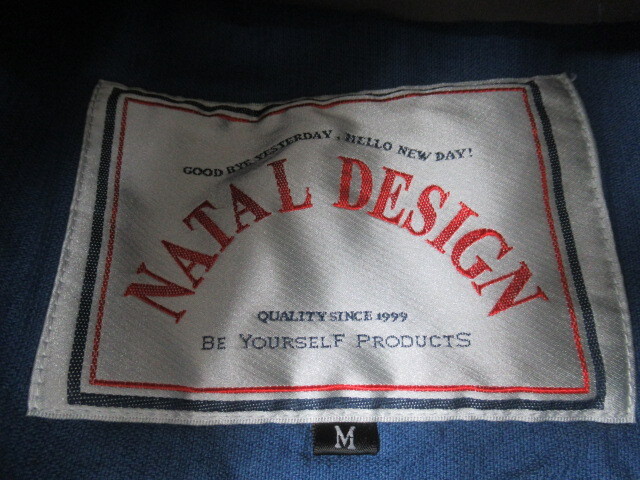 GOOD BYE YESTERDAY, HELLO NEW DAY!
NATAL DESIGN
QUALITY SINCE 1999
BE YOURSELF PRODUCTS
M